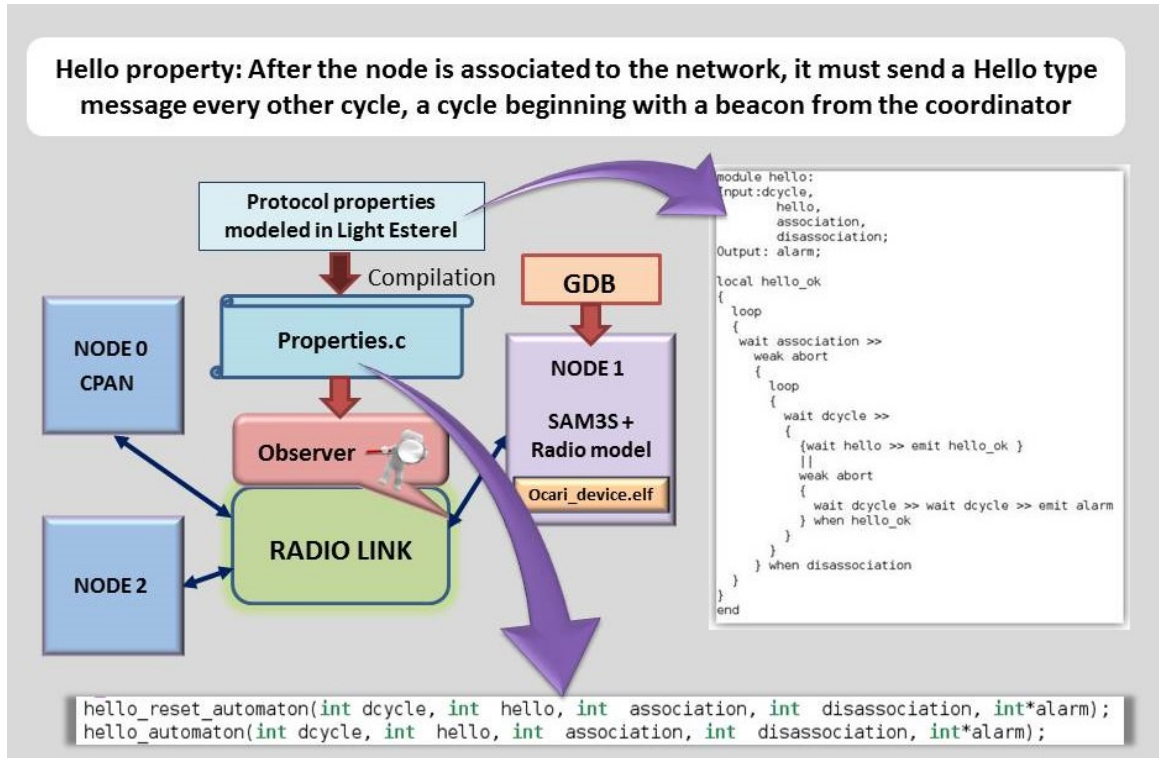 Hello property: After the node is associated to the network, it must send a Hello type
message every other cycle, a cycle beginning with a beacon from the coordinator
Protocol properties
modeled in Light Esterel
Compilation
GDB
NODE 0
CPAN
Properties.c
NODE 1
SAM3S +
Radio model
Ocari_device.elf
Observer
RADIO LINK
NODE 2
module hello:
Input:dcycle,
hello,
association,
disassociation;
Output: alarm;
local hello_ok
{
loop
{
wait association >>
weak abort
{
loop
{
wait dcycle >>
{
{wait hello >> emit hello_ok }
||
weak abort
{
wait dcycle >> wait dcycle >> emit alarm
} when hello_ok
}
}
} when disassociation
}
}
end
hello_reset_automaton(int dcycle, int hello, int association, int disassociation, int*alarm);
hello_automaton(int dcycle, int hello, int association, int disassociation, int*alarm);